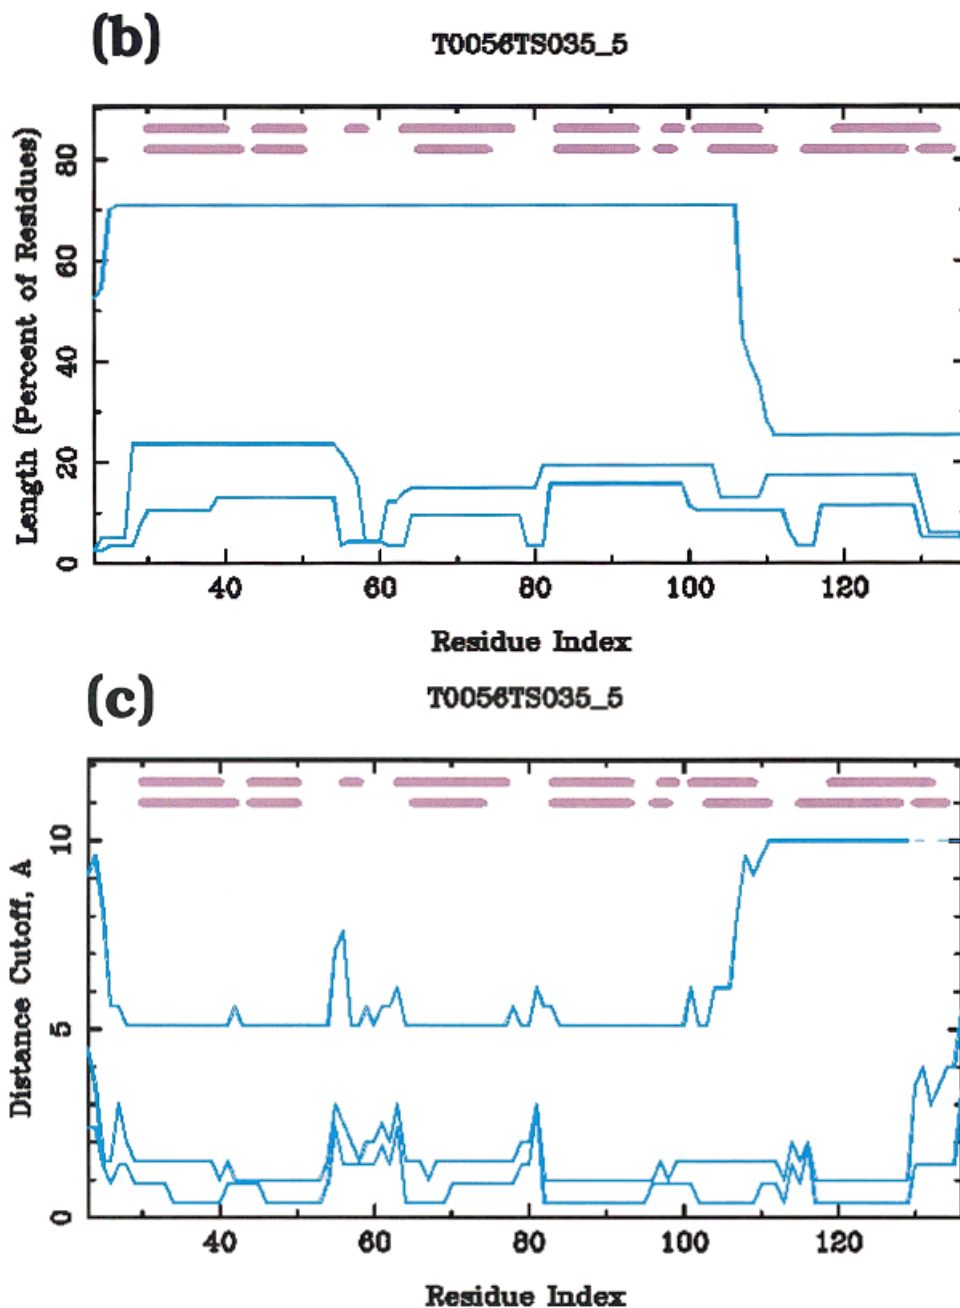 (b)
T0056TS035_5
Length (Percent of Residues)
80
60
40
20
0
40 60 80 100 120
Residue Index
(c)
T0056TS035_5
Distance Cutoff, A
10
5
0
40 60 80 100 120
Residue Index